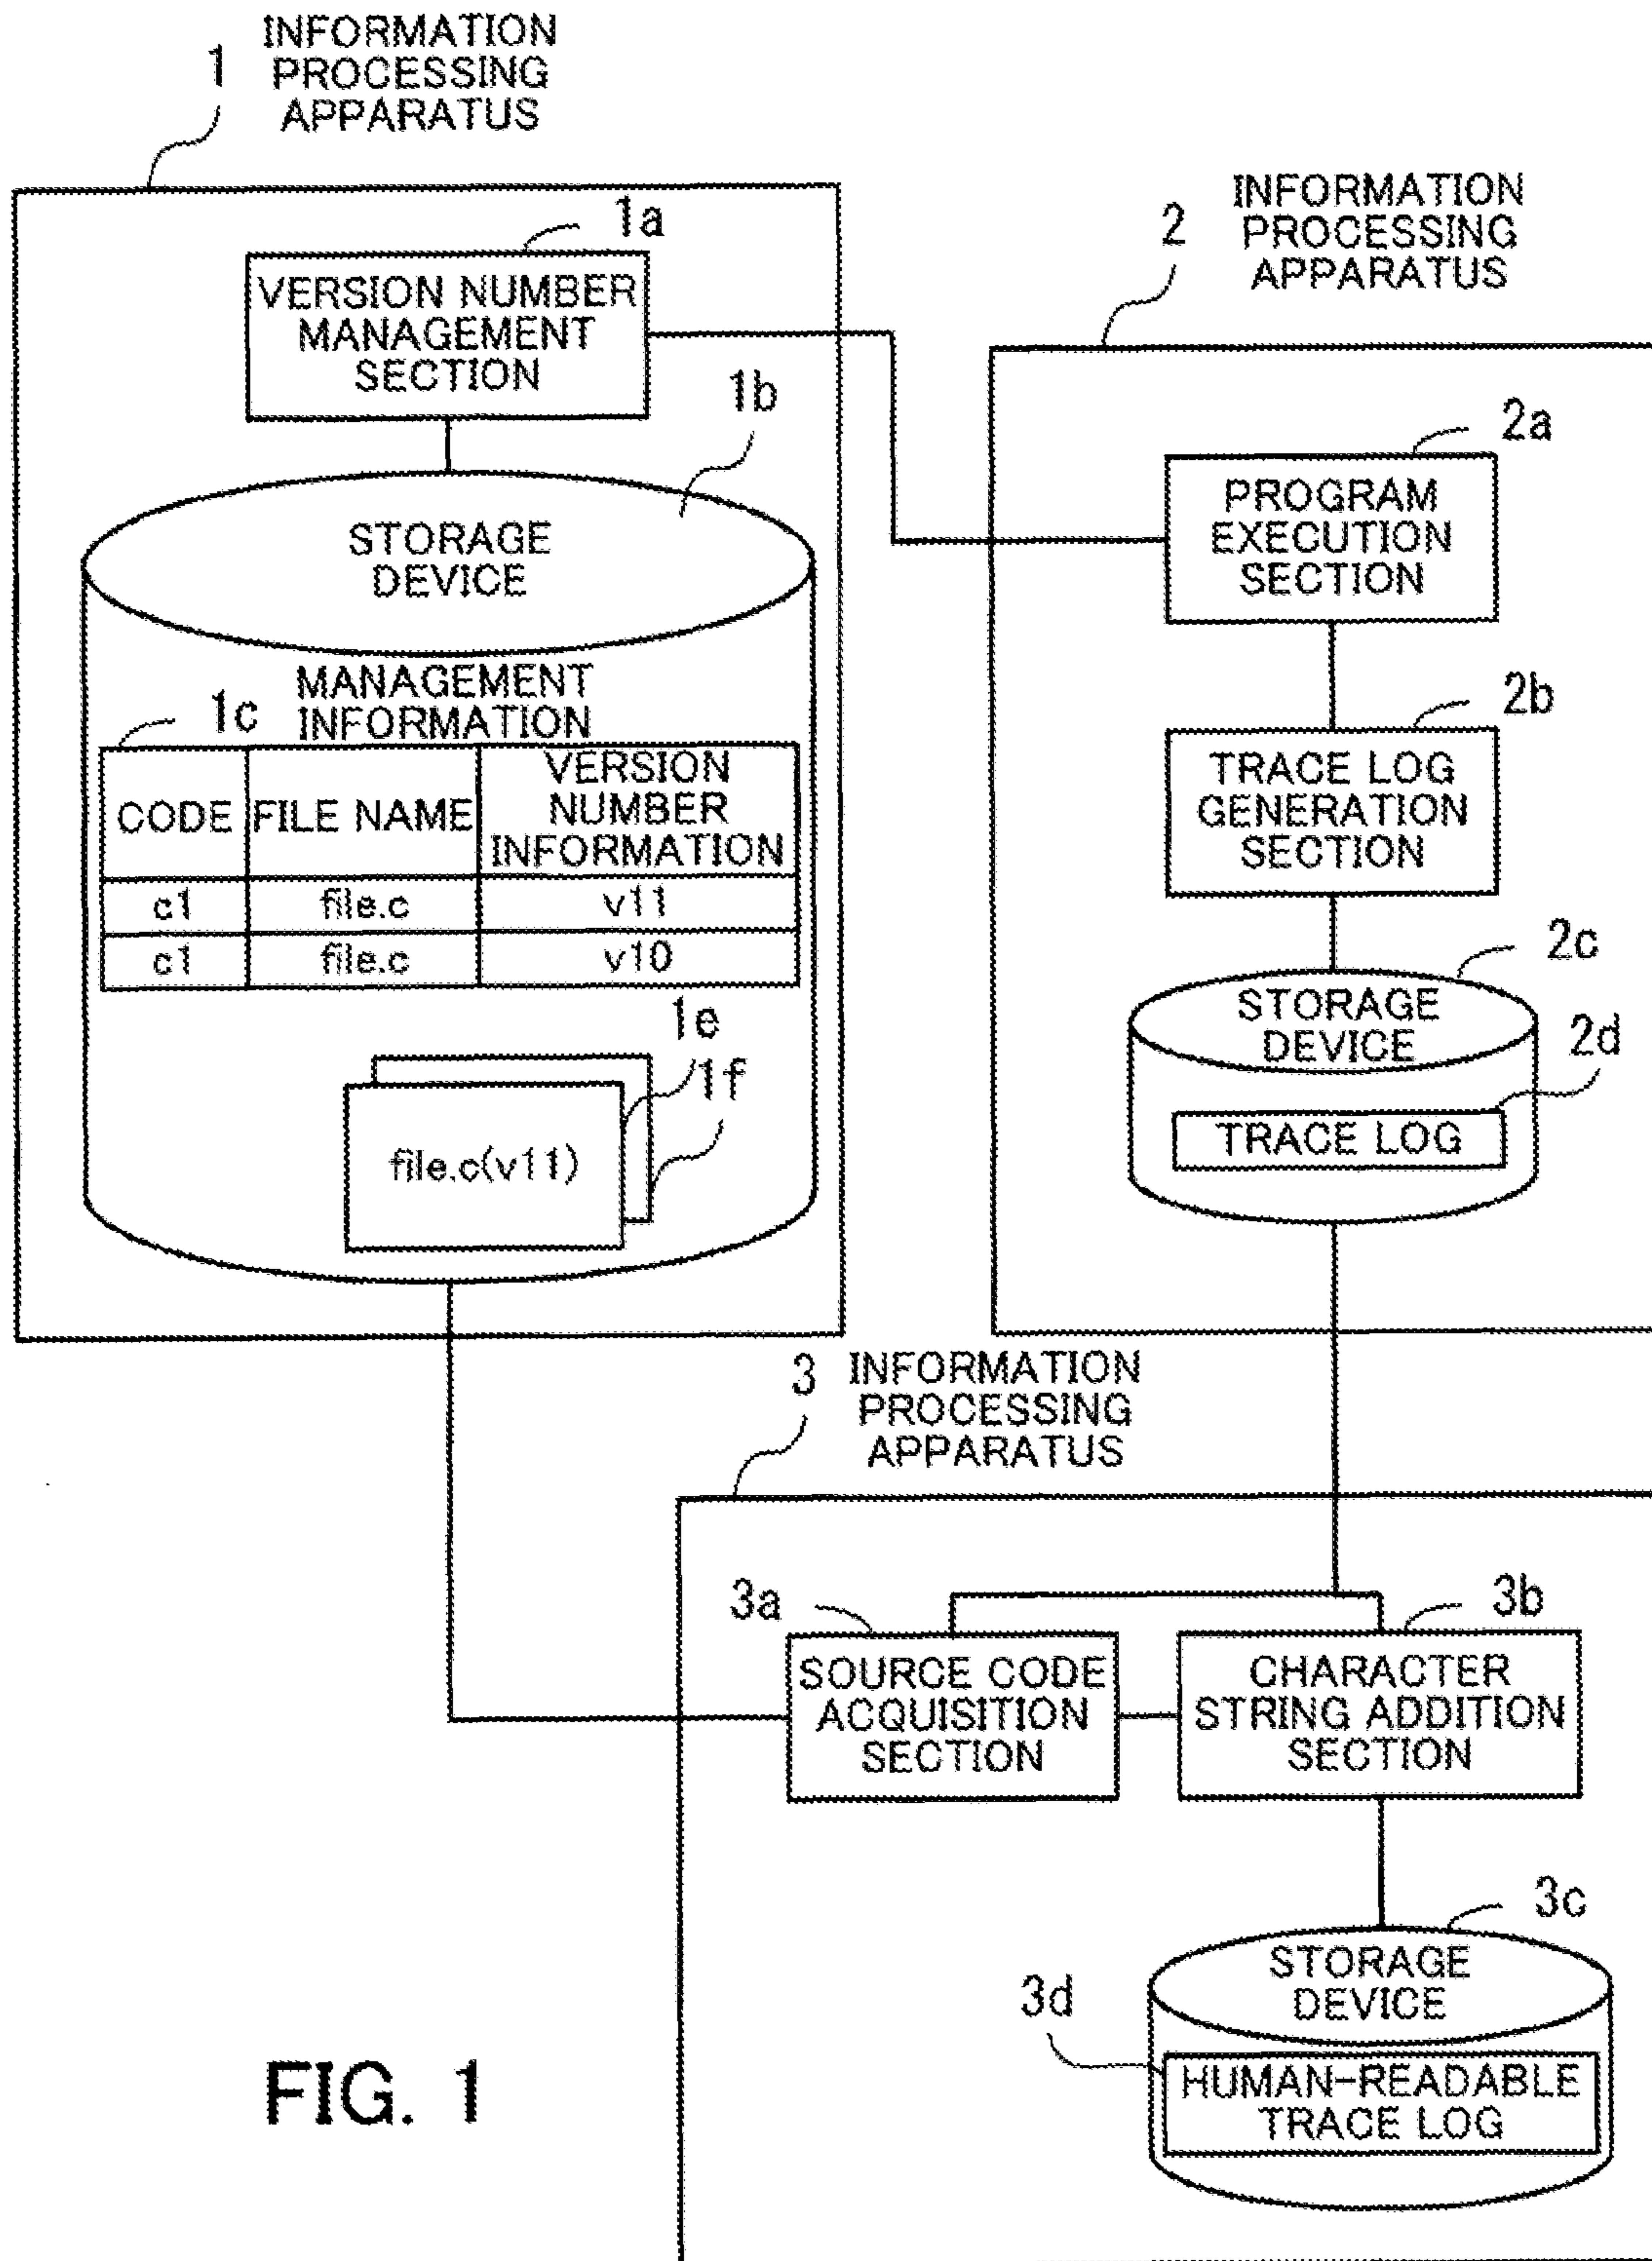 1
INFORMATION
PROCESSING
APPARATUS
1a
VERSION NUMBER
MANAGEMENT
SECTION
1b
STORAGE
DEVICE
MANAGEMENT
INFORMATION
1c
CODE FILE NAME VERSION
NUMBER
INFORMATION
c1 file.c v11
c1 file.c v10
1e
1f
file.c(v11)
2
INFORMATION
PROCESSING
APPARATUS
2a
PROGRAM
EXECUTION
SECTION
2b
TRACE LOG
GENERATION
SECTION
2c
STORAGE
DEVICE
2d
TRACE LOG
3
INFORMATION
PROCESSING
APPARATUS
3a
SOURCE CODE
ACQUISITION
SECTION
3b
CHARACTER
STRING ADDITION
SECTION
3c
STORAGE
DEVICE
3d
HUMAN-READABLE
TRACE LOG
FIG. 1